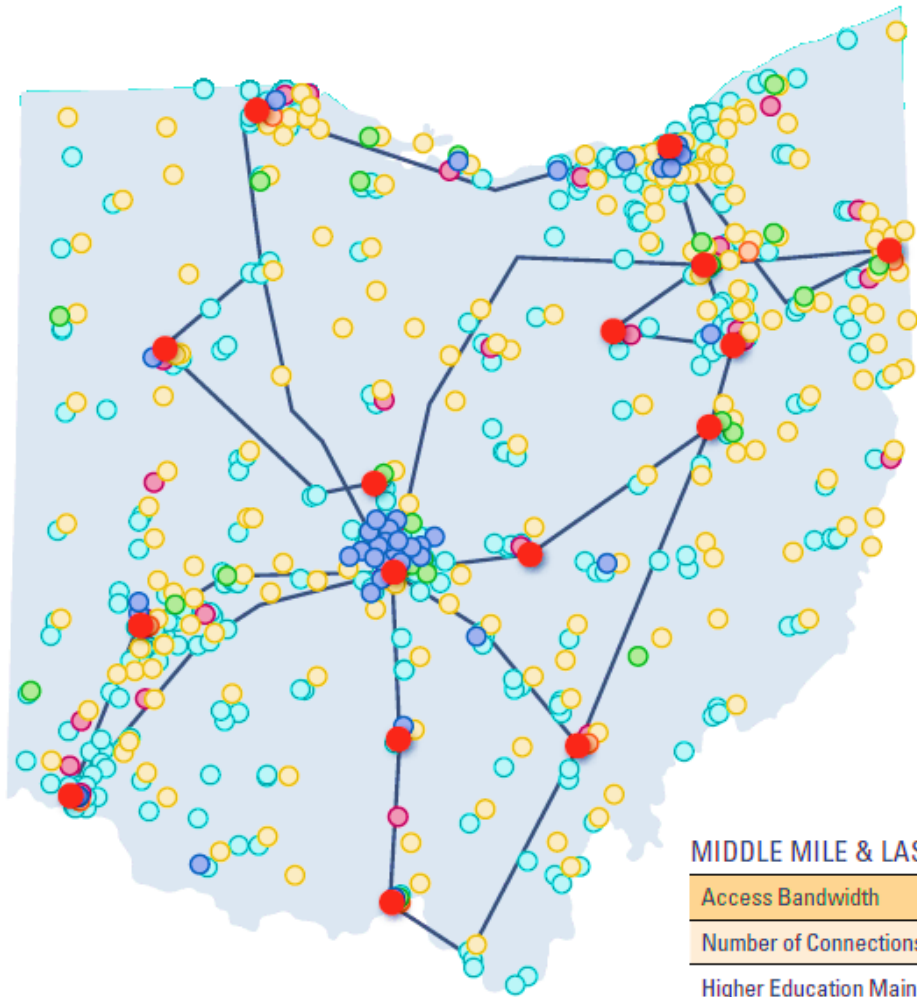 MIDDLE MILE & LAS
Access Bandwidth
Number of Connections
Higher Education Main